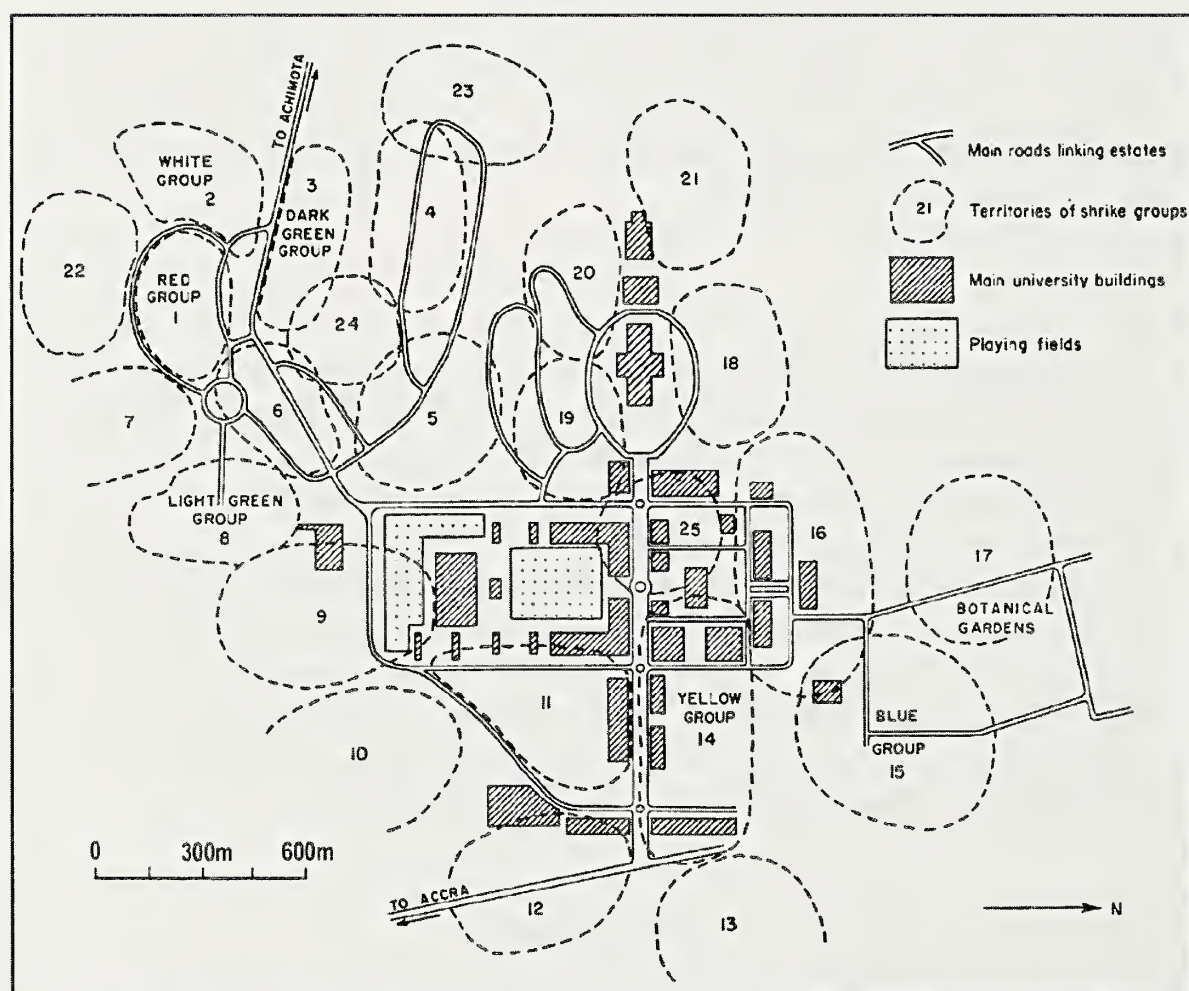 23
TO ACHIMOTA
WHITE
GROUP
2
3
DARK
GREEN
GROUP
4
21
Main roads linking estates
21
Territories of shrike groups
22
RED
GROUP
1
20
Main university buildings
24
18
Playing fields
7
6
5
19
LIGHT GREEN
GROUP
8
25
16
17
BOTANICAL
GARDENS
9
11
YELLOW
GROUP
14
BLUE
GROUP
15
10
0 300m 600m
TO ACCRA
12
13
N